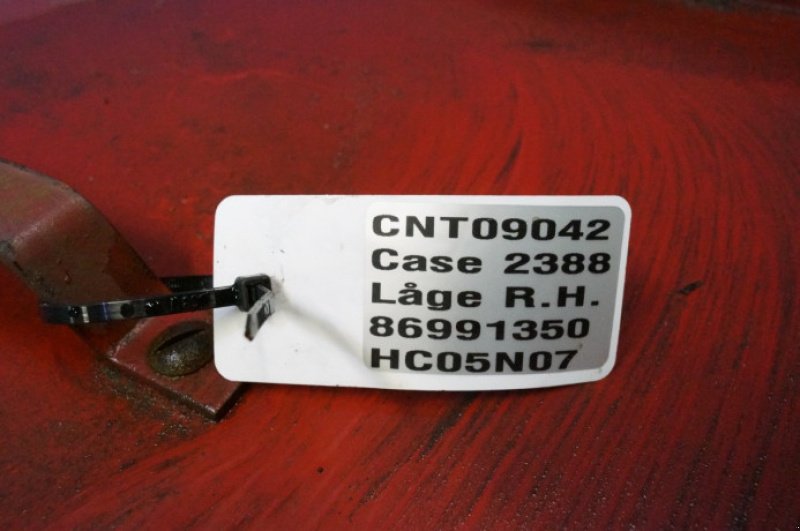 CNT09042
Case 2388
Låge R.H.
86991350
HC05N07